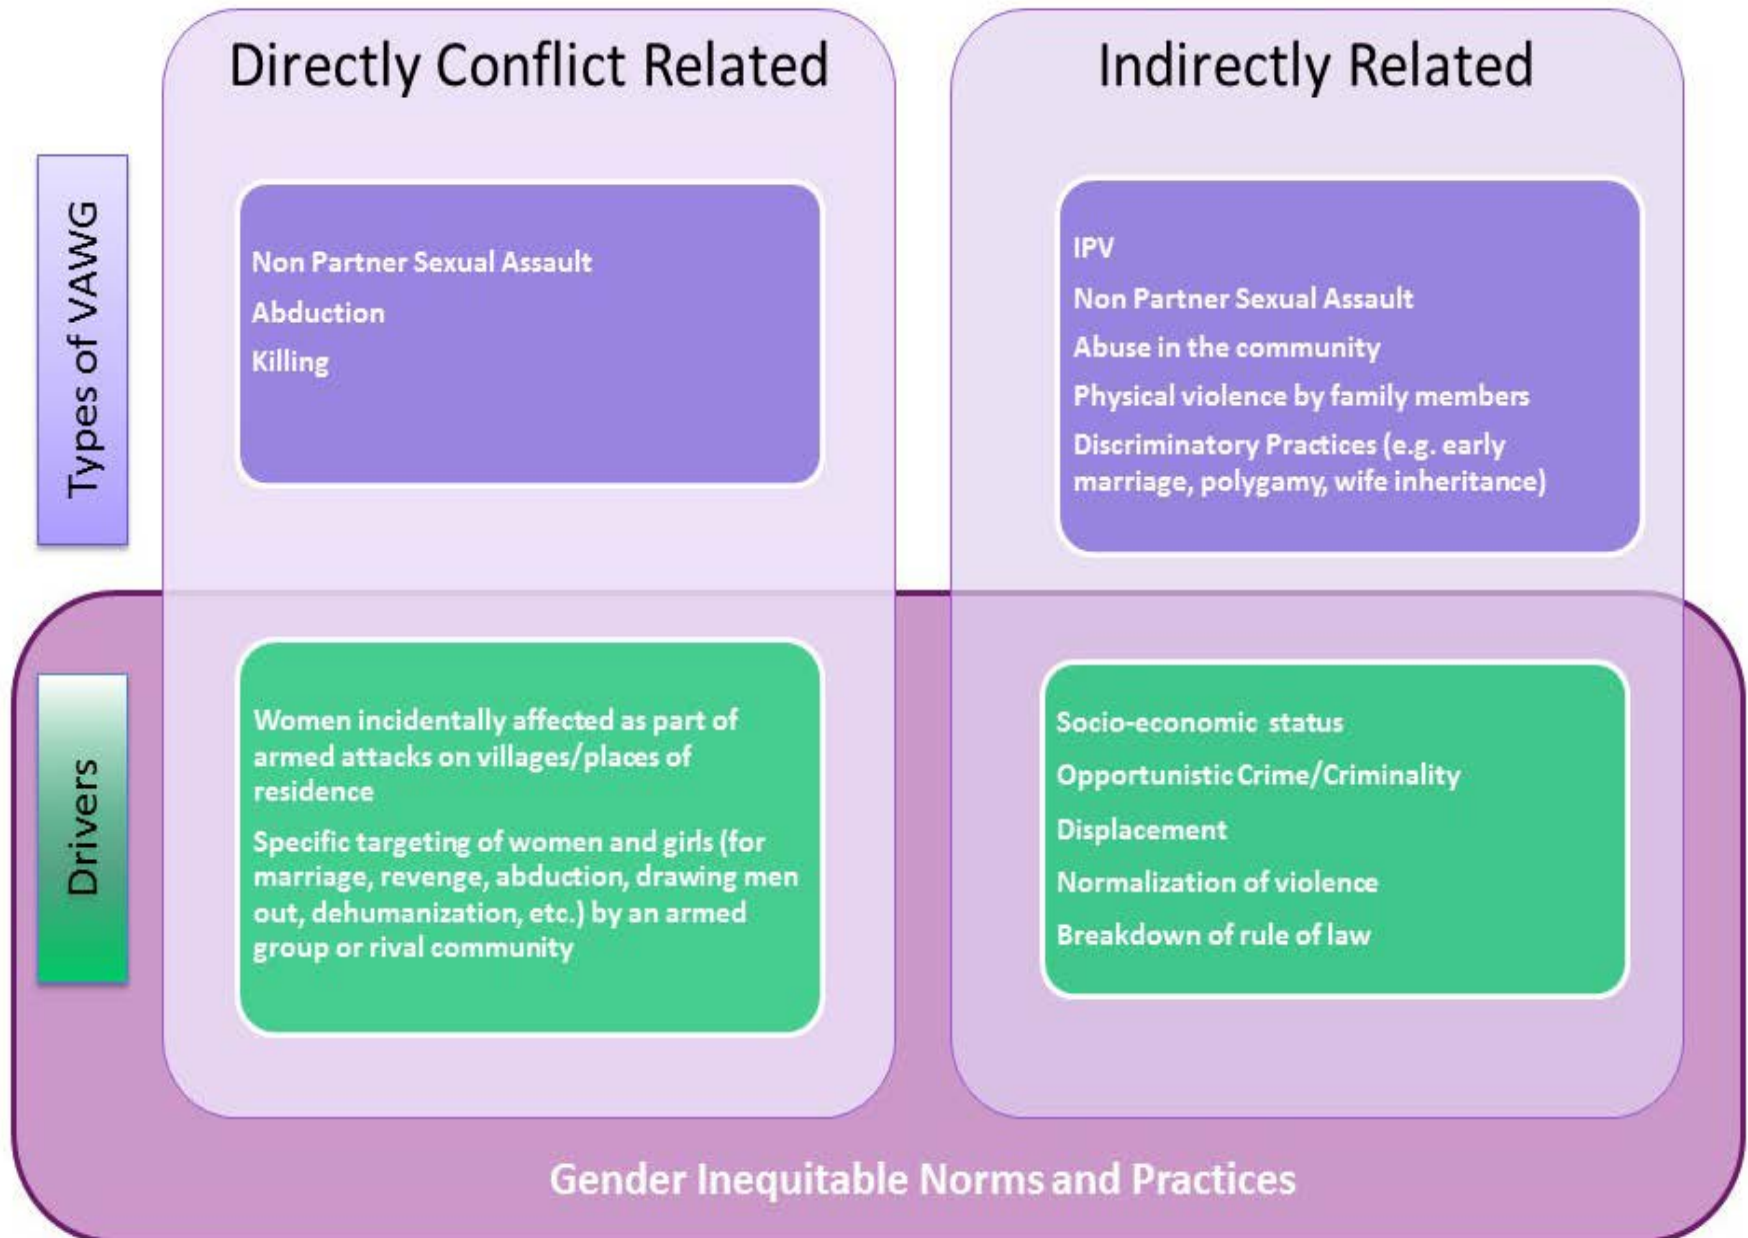 Directly Conflict Related
Indirectly Related
Types of VAWG
Non Partner Sexual Assault
Abduction
Killing
IPV
Non Partner Sexual Assault
Abuse in the community
Physical violence by family members
Discriminatory Practices (e.g. early
marriage, polygamy, wife inheritance)
Drivers
Women incidentally affected as part of
armed attacks on villages/places of
residence
Specific targeting of women and girls (for
marriage, revenge, abduction, drawing men
out, dehumanization, etc.) by an armed
group or rival community
Socio-economic status
Opportunistic Crime/Criminality
Displacement
Normalization of violence
Breakdown of rule of law
Gender Inequitable Norms and Practices